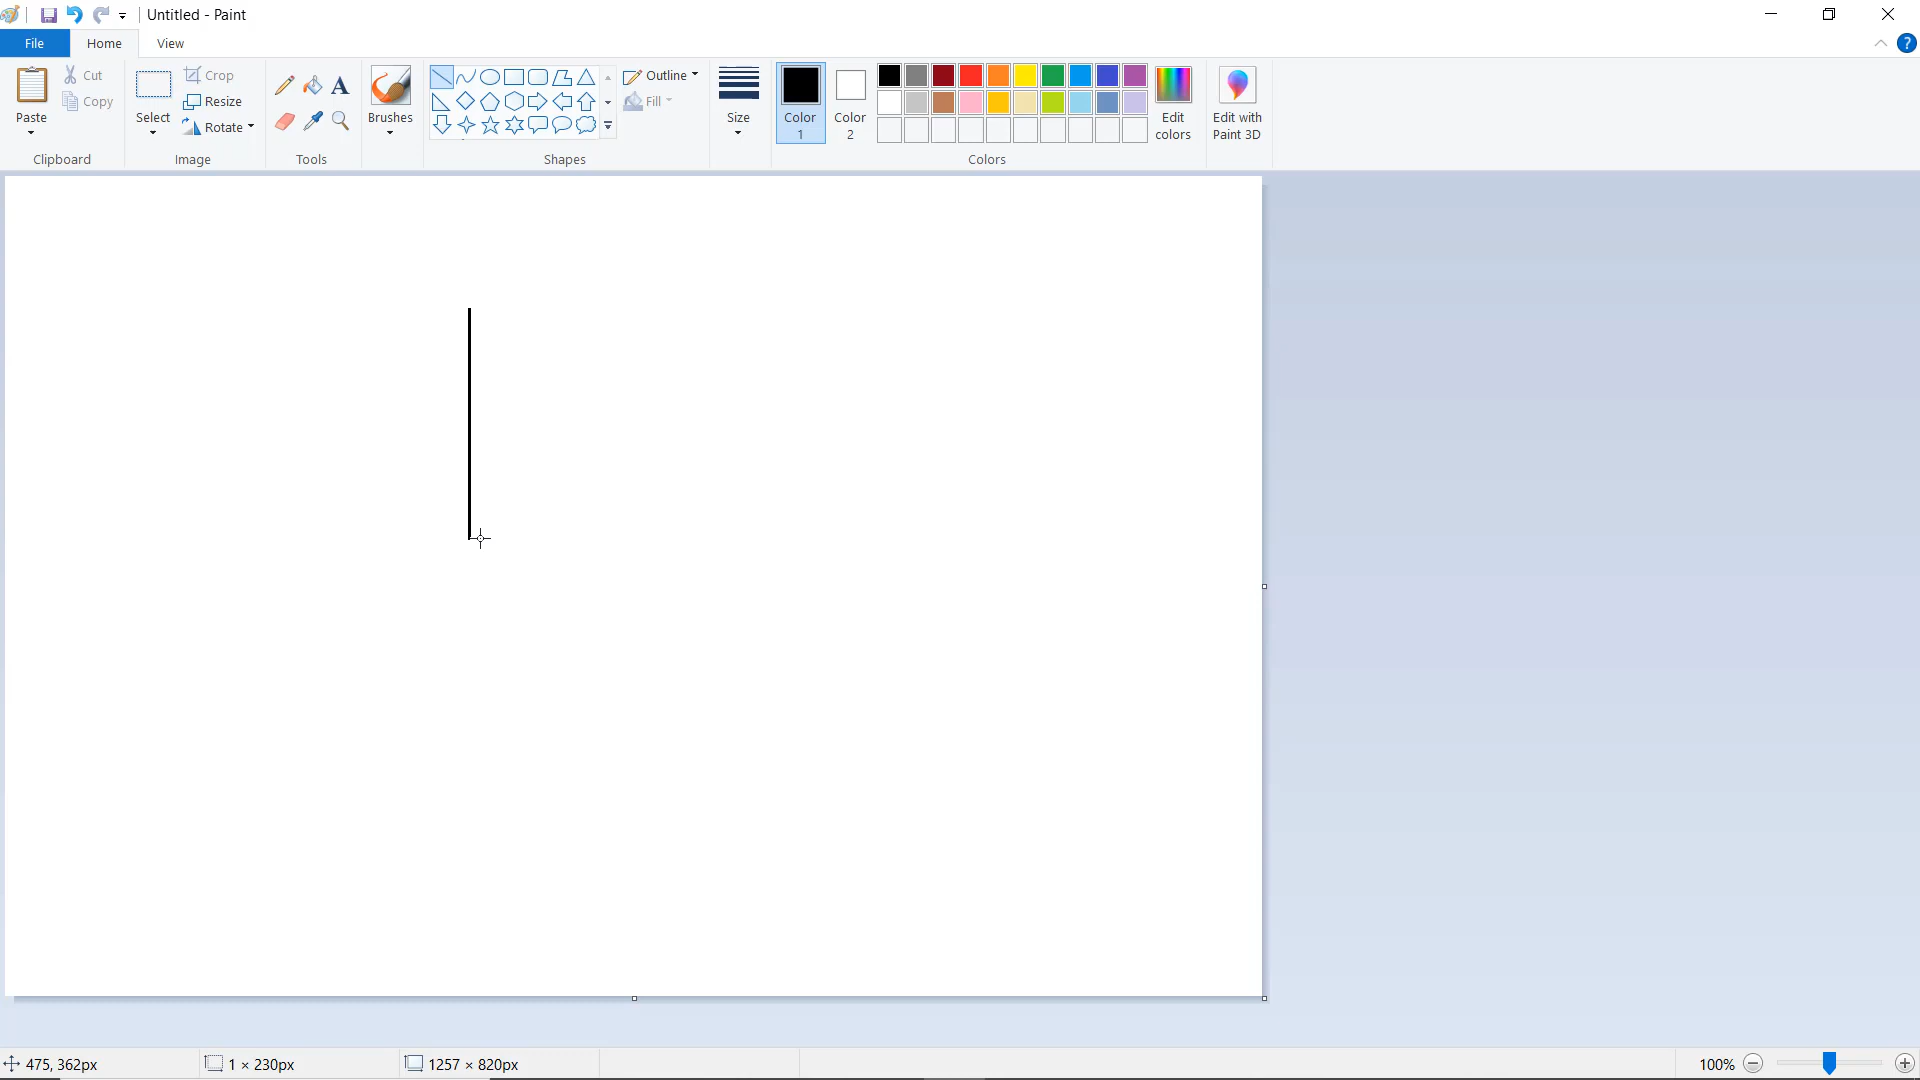 Untitled - Paint
File Home View
?
Paste
Cut
Copy
Clipboard
Select
Crop
Resize
Rotate
Image
A
Tools
Brushes
Outline
Fill
Shapes
Size
Color
1
Color
2
Edit
colors
Colors
Edit with
Paint 3D
475, 362px
1 × 230px
1257 × 820px
100%